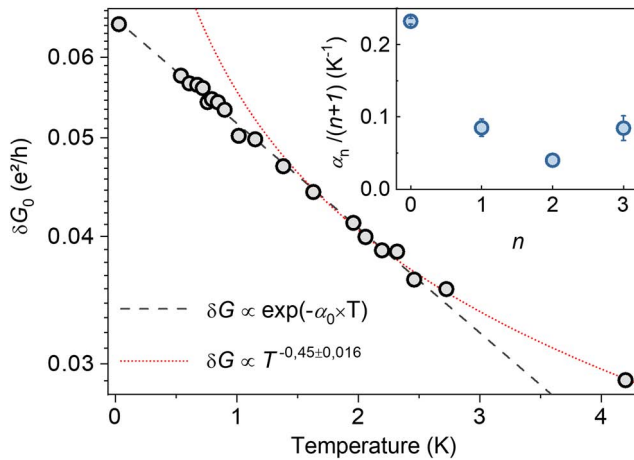 0.06
0.05
0.04
0.03
δG₀ (e²/h)
0 1 2 3 4
Temperature (K)
δG ∝ exp(-α₀×T)
δG ∝ T⁻⁰,⁴⁵±⁰,⁰¹⁶
0.2
0.1
0.0
αₙ /(n+1) (K⁻¹)
0 1 2 3
n